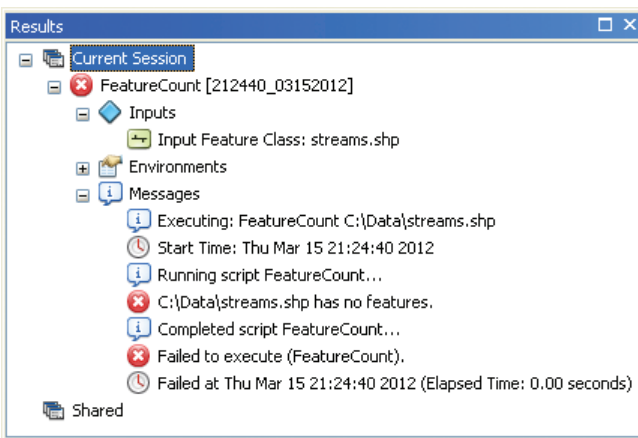 Results
Current Session
FeatureCount [212440_03152012]
Inputs
Input Feature Class: streams.shp
Environments
Messages
Executing: FeatureCount C:\Data\streams.shp
Start Time: Thu Mar 15 21:24:40 2012
Running script FeatureCount...
C:\Data\streams.shp has no features.
Completed script FeatureCount...
Failed to execute (FeatureCount).
Failed at Thu Mar 15 21:24:40 2012 (Elapsed Time: 0.00 seconds)
Shared